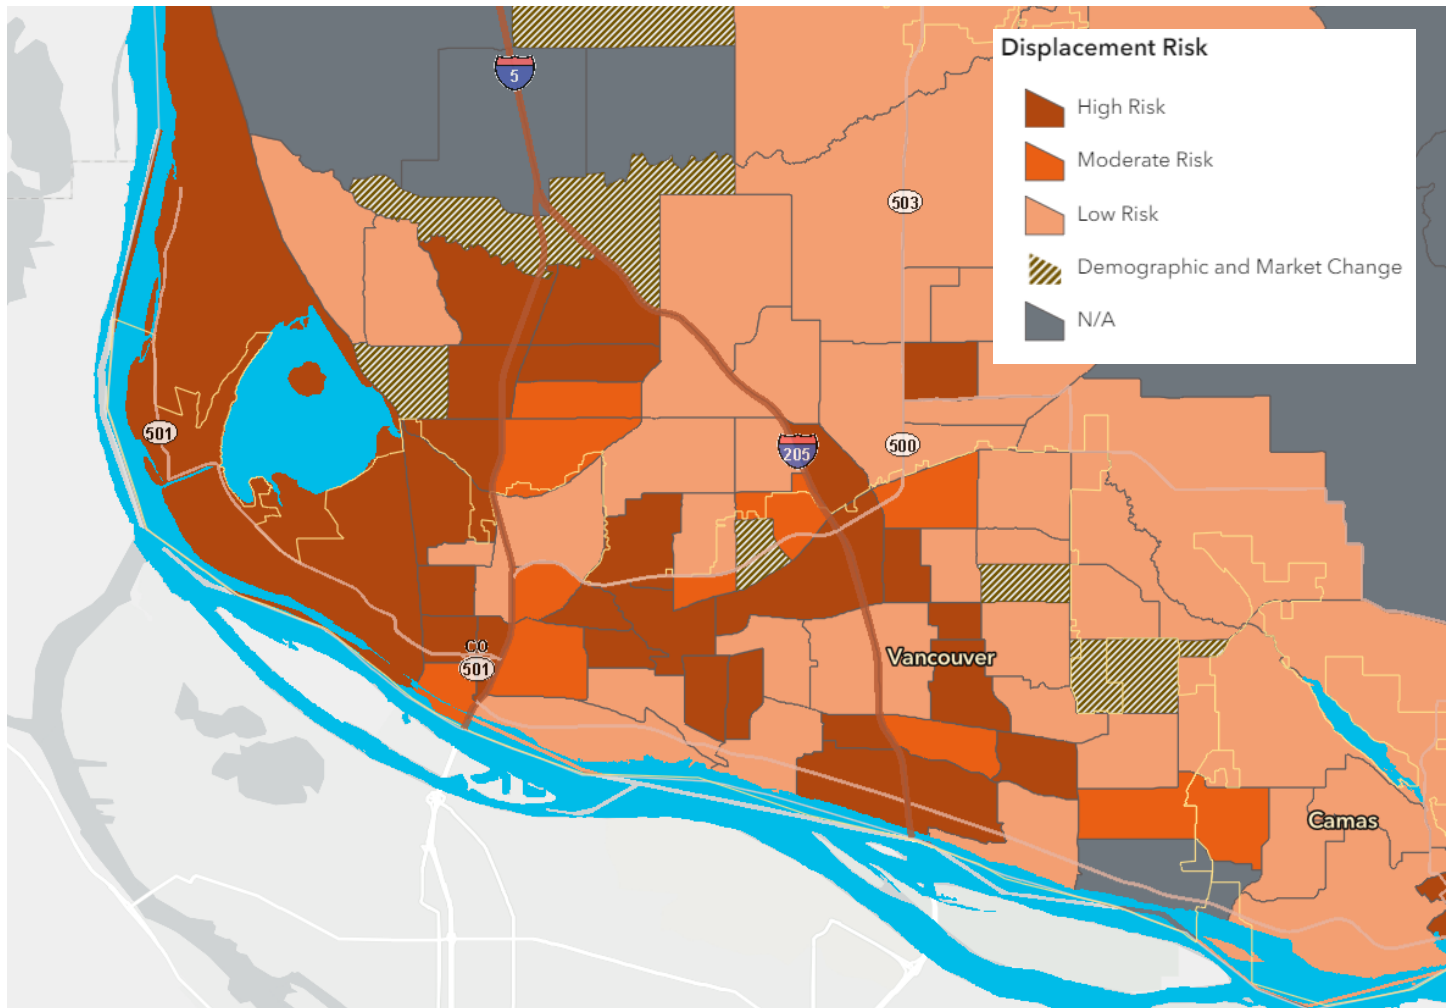 Displacement Risk
High Risk
Moderate Risk
Low Risk
Demographic and Market Change
N/A
5
503
501
500
205
CO
501
Vancouver
Camas